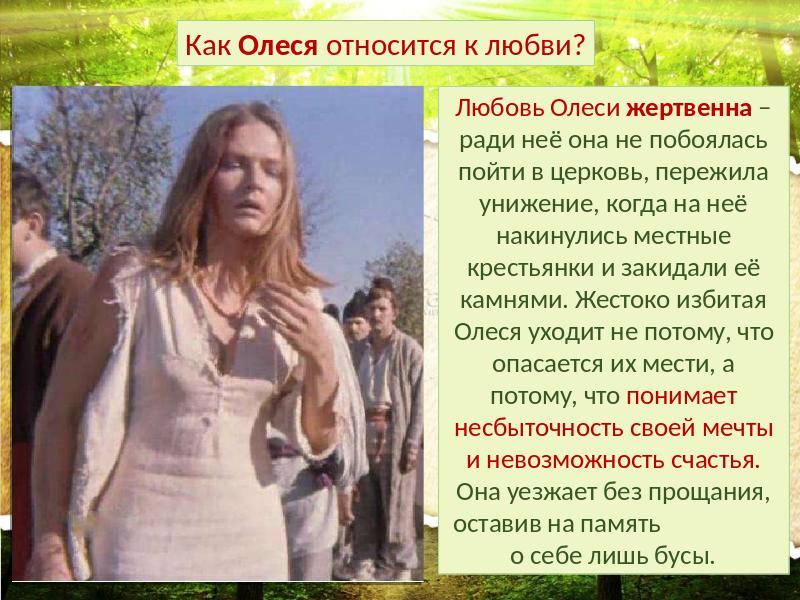 Как Олеся относится к любви?
Любовь Олеси жертвенна –
ради неё она не побоялась
пойти в церковь, пережила
унижение, когда на неё
накинулись местные
крестьянки и закидали её
камнями. Жестоко избитая
Олеся уходит не потому, что
опасается их мести, а
потому, что понимает
несбыточность своей мечты
и невозможность счастья.
Она уезжает без прощания,
оставив на память
о себе лишь бусы.